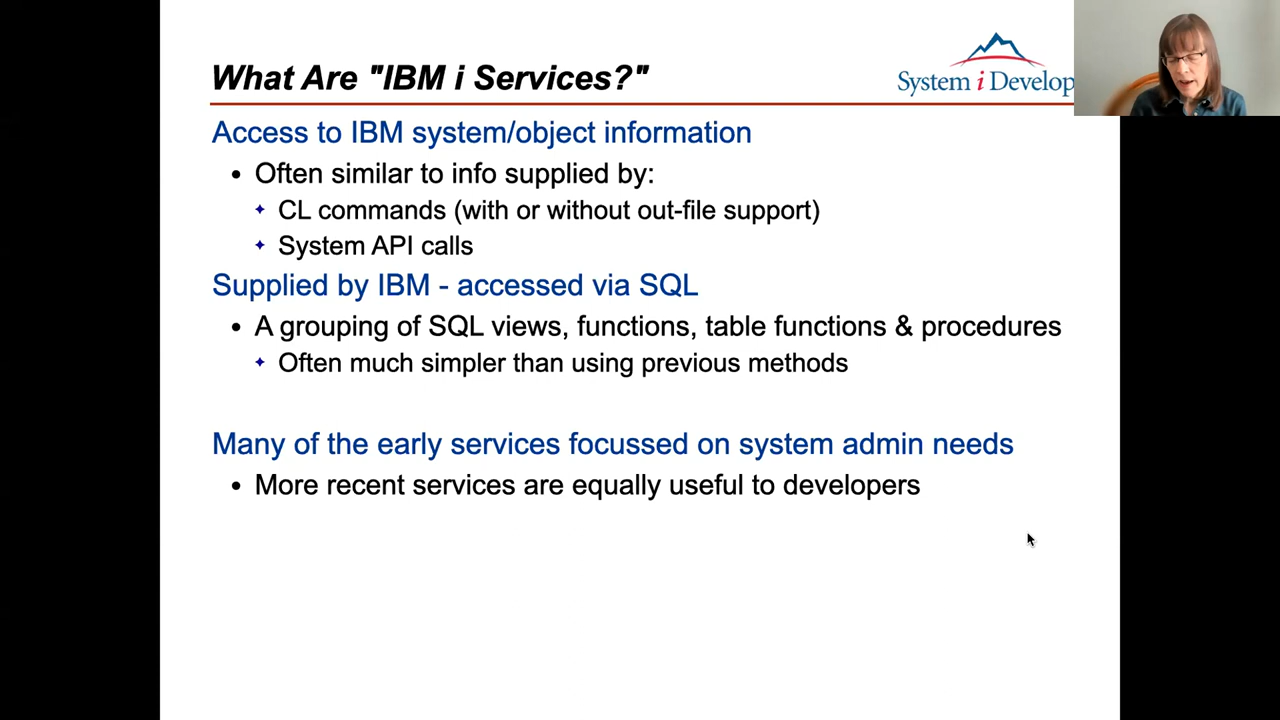 What Are "IBM i Services?"
System i Develop
Access to IBM system/object information
• Often similar to info supplied by:
✦ CL commands (with or without out-file support)
✦ System API calls
Supplied by IBM - accessed via SQL
• A grouping of SQL views, functions, table functions & procedures
✦ Often much simpler than using previous methods
Many of the early services focussed on system admin needs
• More recent services are equally useful to developers